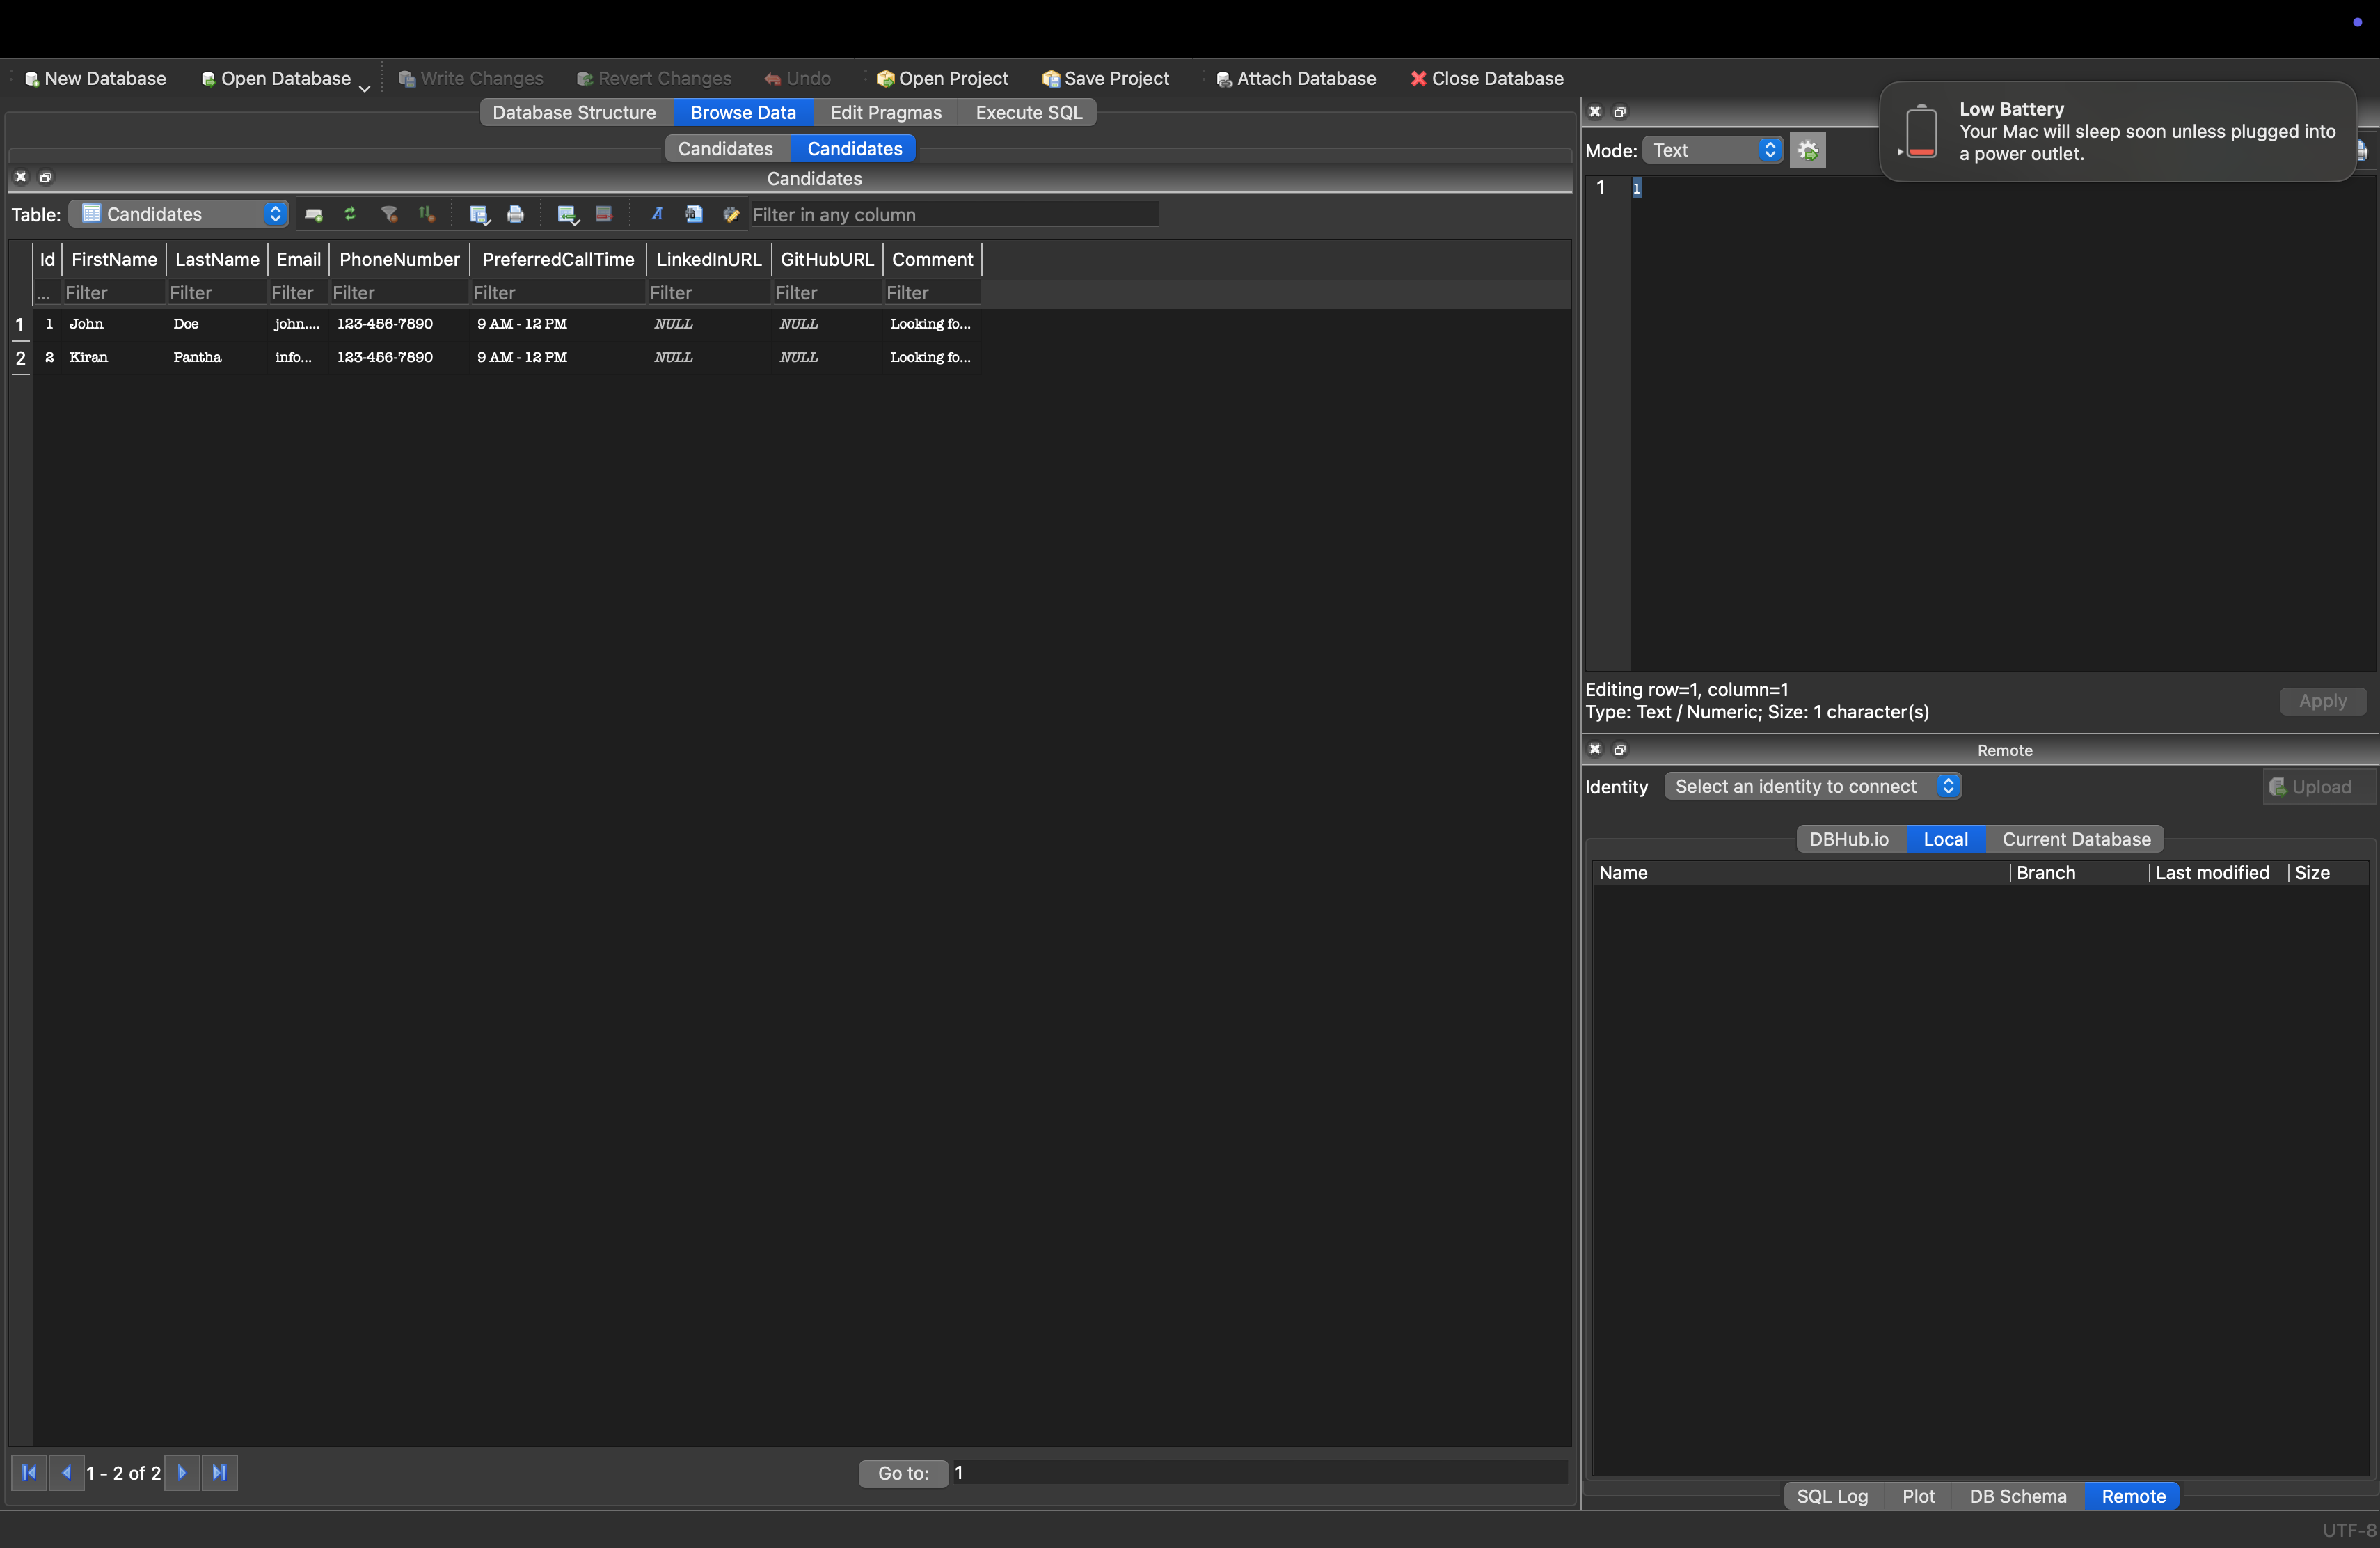 New Database Open Database Write Changes Revert Changes Undo Open Project Save Project Attach Database Close Database
Low Battery
Your Mac will sleep soon unless plugged into
a power outlet.
Database Structure Browse Data Edit Pragmas Execute SQL
Candidates Candidates
Candidates
Table: Candidates Filter in any column
Id FirstName LastName Email PhoneNumber PreferredCallTime LinkedInURL GitHubURL Comment
... Filter Filter Filter Filter Filter Filter Filter Filter
1 1 John Doe john.... 123-456-7890 9 AM - 12 PM NULL NULL Looking fo...
2 2 Kiran Pantha info... 123-456-7890 9 AM - 12 PM NULL NULL Looking fo...
1 - 2 of 2 Go to: 1
Mode: Text
1 1
Editing row=1, column=1
Type: Text / Numeric; Size: 1 character(s)
Apply
Remote
Identity Select an identity to connect Upload
DBHub.io Local Current Database
Name Branch Last modified Size
SQL Log Plot DB Schema Remote
UTF-8